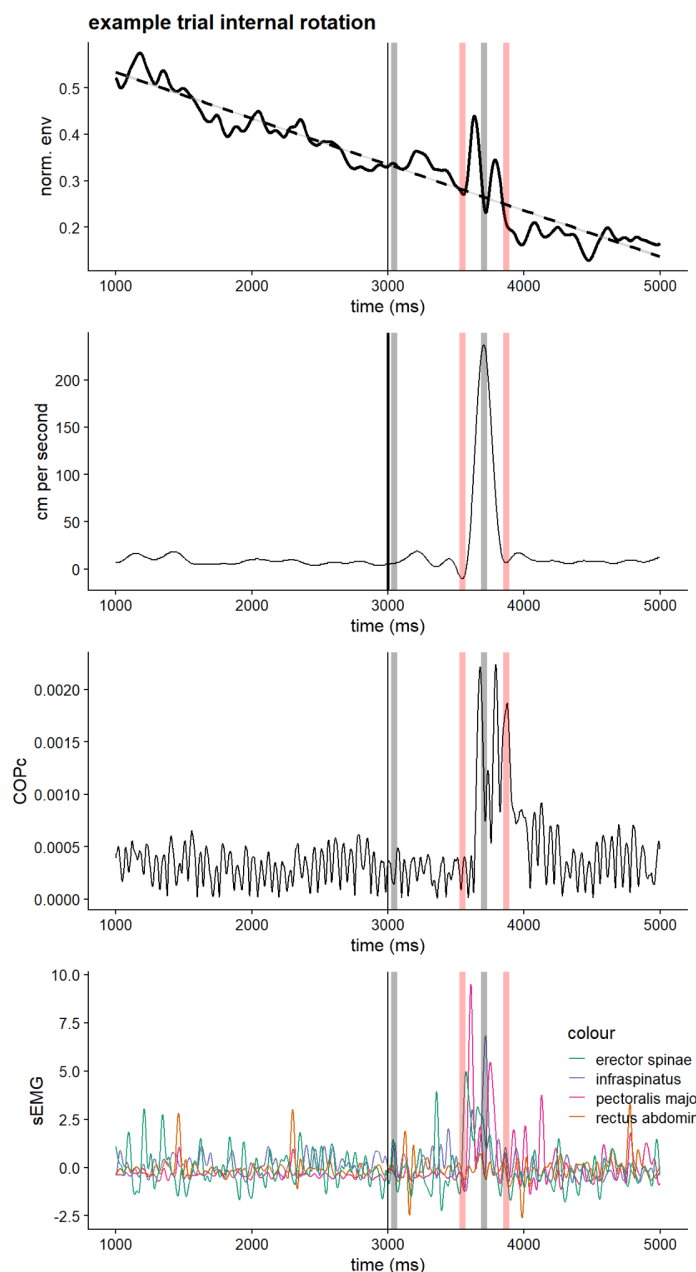 example trial internal rotation
norm. env
0.5
0.4
0.3
0.2
1000 2000 3000 4000 5000
time (ms)
cm per second
200
150
100
50
0
1000 2000 3000 4000 5000
time (ms)
COPc
0.0020
0.0015
0.0010
0.0005
0.0000
1000 2000 3000 4000 5000
time (ms)
sEMG
10.0
7.5
5.0
2.5
0.0
-2.5
colour
erector spinae
infraspinatus
pectoralis majo
rectus abdomin
1000 2000 3000 4000 5000
time (ms)